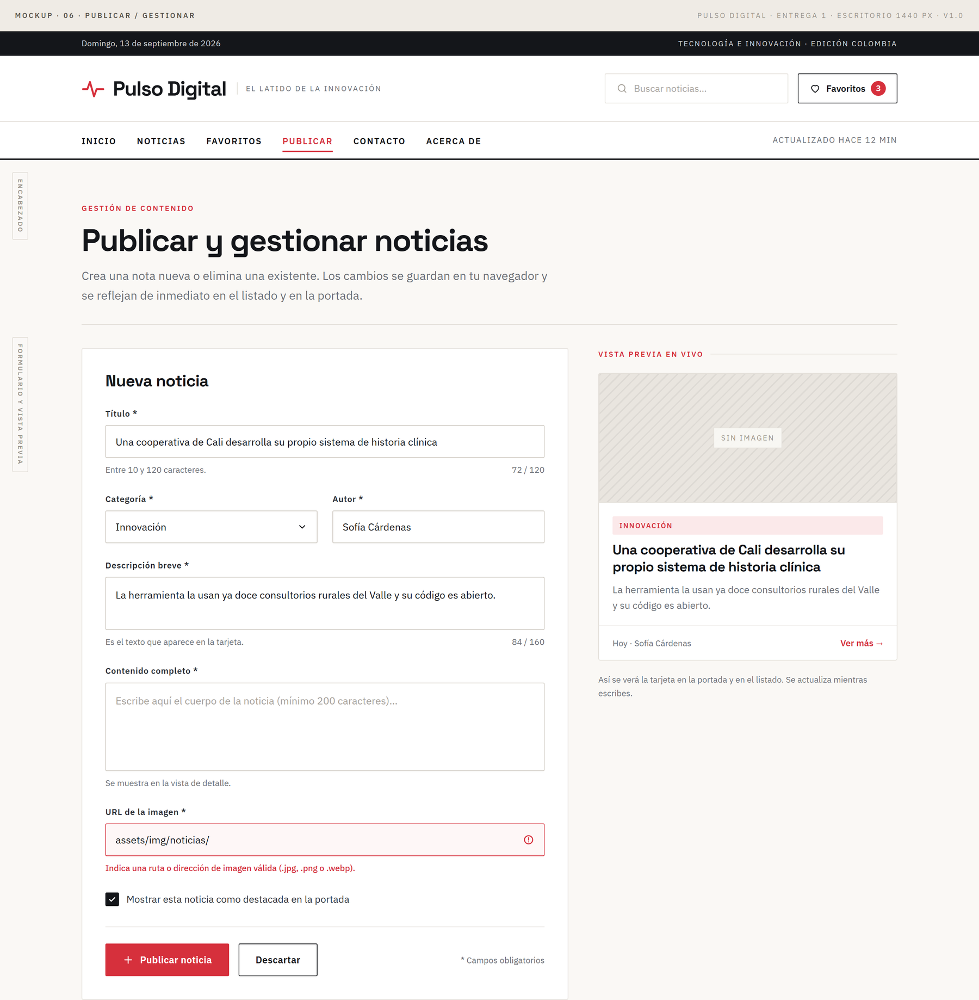 MOCKUP · 06 · PUBLICAR / GESTIONAR
PULSO DIGITAL · ENTREGA 1 · ESCRITORIO 1440 PX · V1.0
Domingo, 13 de septiembre de 2026
TECNOLOGÍA E INNOVACIÓN · EDICIÓN COLOMBIA
Pulso Digital
EL LATIDO DE LA INNOVACIÓN
Buscar noticias...
Favoritos 3
INICIO NOTICIAS FAVORITOS PUBLICAR CONTACTO ACERCA DE
ACTUALIZADO HACE 12 MIN
ENCABEZADO
GESTIÓN DE CONTENIDO
Publicar y gestionar noticias
Crea una nota nueva o elimina una existente. Los cambios se guardan en tu navegador y
se reflejan de inmediato en el listado y en la portada.
FORMULARIO Y VISTA PREVIA
Nueva noticia
Título *
Una cooperativa de Cali desarrolla su propio sistema de historia clínica
Entre 10 y 120 caracteres.
72 / 120
Categoría *
Autor *
Innovación
Sofía Cárdenas
Descripción breve *
La herramienta la usan ya doce consultorios rurales del Valle y su código es abierto.
Es el texto que aparece en la tarjeta.
84 / 160
Contenido completo *
Escribe aquí el cuerpo de la noticia (mínimo 200 caracteres)...
Se muestra en la vista de detalle.
URL de la imagen *
assets/img/noticias/
Indica una ruta o dirección de imagen válida (.jpg, .png o .webp).
Mostrar esta noticia como destacada en la portada
Publicar noticia
Descartar
* Campos obligatorios
VISTA PREVIA EN VIVO
SIN IMAGEN
INNOVACIÓN
Una cooperativa de Cali desarrolla su
propio sistema de historia clínica
La herramienta la usan ya doce consultorios rurales del Valle
y su código es abierto.
Hoy · Sofía Cárdenas
Ver más →
Así se verá la tarjeta en la portada y en el listado. Se actualiza mientras
escribes.